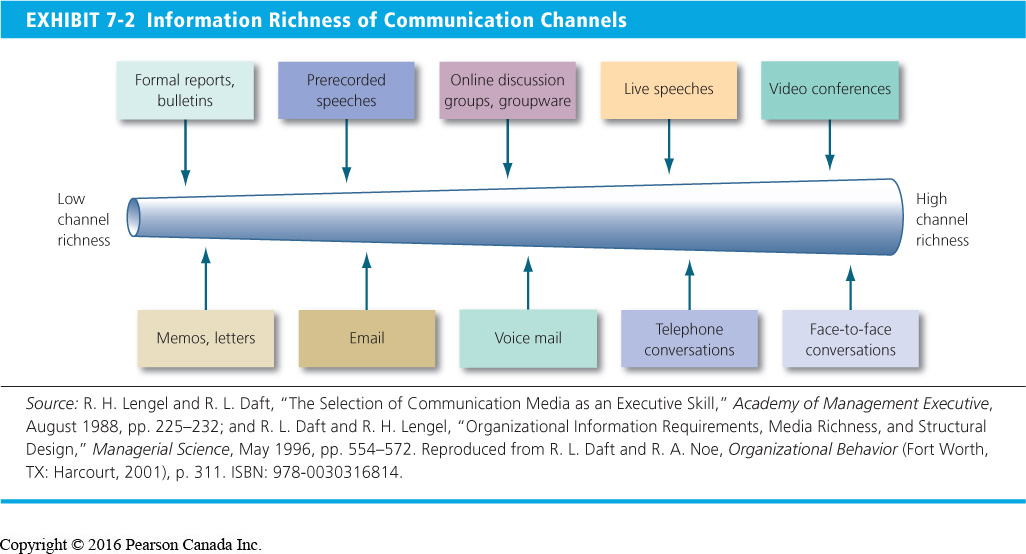 EXHIBIT 7-2 Information Richness of Communication Channels
Formal reports,
bulletins
Prerecorded
speeches
Online discussion
groups, groupware
Live speeches
Video conferences
Low
channel
richness
High
channel
richness
Memos, letters
Email
Voice mail
Telephone
conversations
Face-to-face
conversations
Source: R. H. Lengel and R. L. Daft, “The Selection of Communication Media as an Executive Skill,” Academy of Management Executive,
August 1988, pp. 225–232; and R. L. Daft and R. H. Lengel, “Organizational Information Requirements, Media Richness, and Structural
Design,” Managerial Science, May 1996, pp. 554–572. Reproduced from R. L. Daft and R. A. Noe, Organizational Behavior (Fort Worth,
TX: Harcourt, 2001), p. 311. ISBN: 978-0030316814.
Copyright © 2016 Pearson Canada Inc.